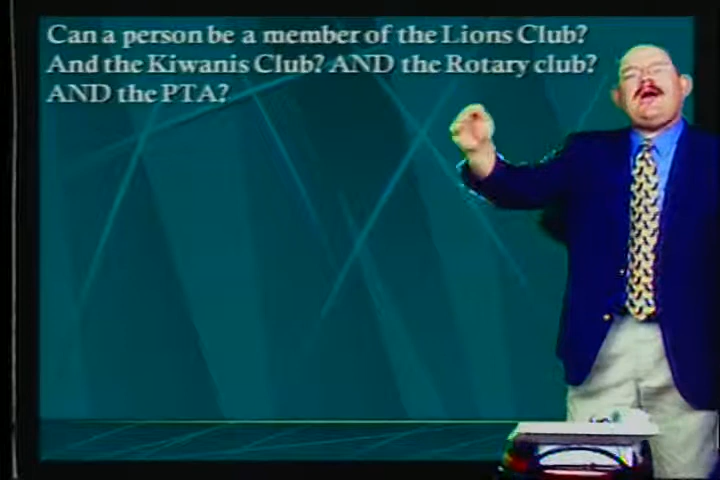 Can a person be a member of the Lions Club?
And the Kiwanis Club? AND the Rotary club?
AND the PTA?